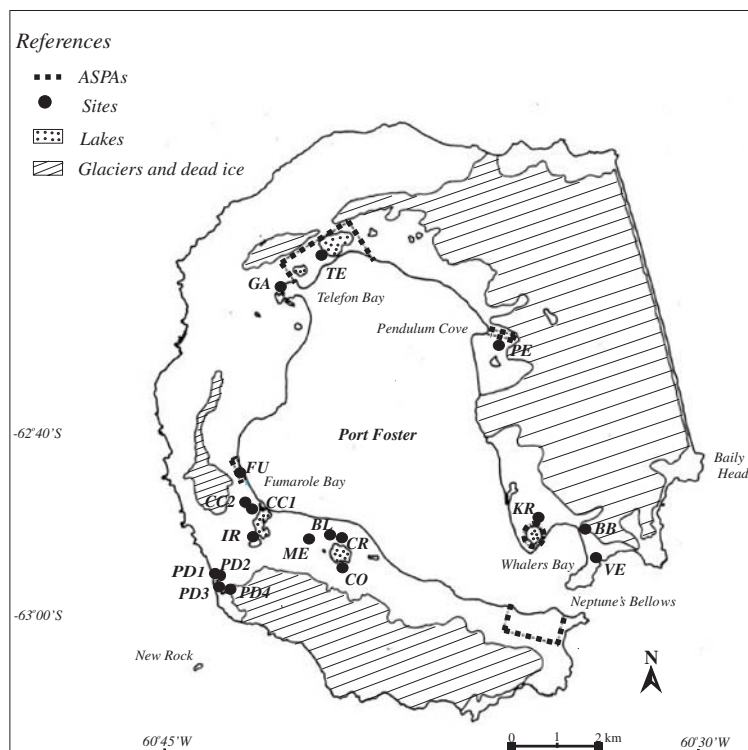 References
ASPAs
Sites
Lakes
Glaciers and dead ice
TE
GA
Telefon Bay
Pendulum Cove
PE
-62°40'S
Port Foster
Baily
Head
FU
Fumarole Bay
CC2
CC1
KR
BB
IR
ME
BL
CR
Whalers Bay
VE
PD1
PD2
CO
PD3
PD4
Neptune's Bellows
-63°00'S
New Rock
N
0 1 2 km
60°45'W
60°30'W